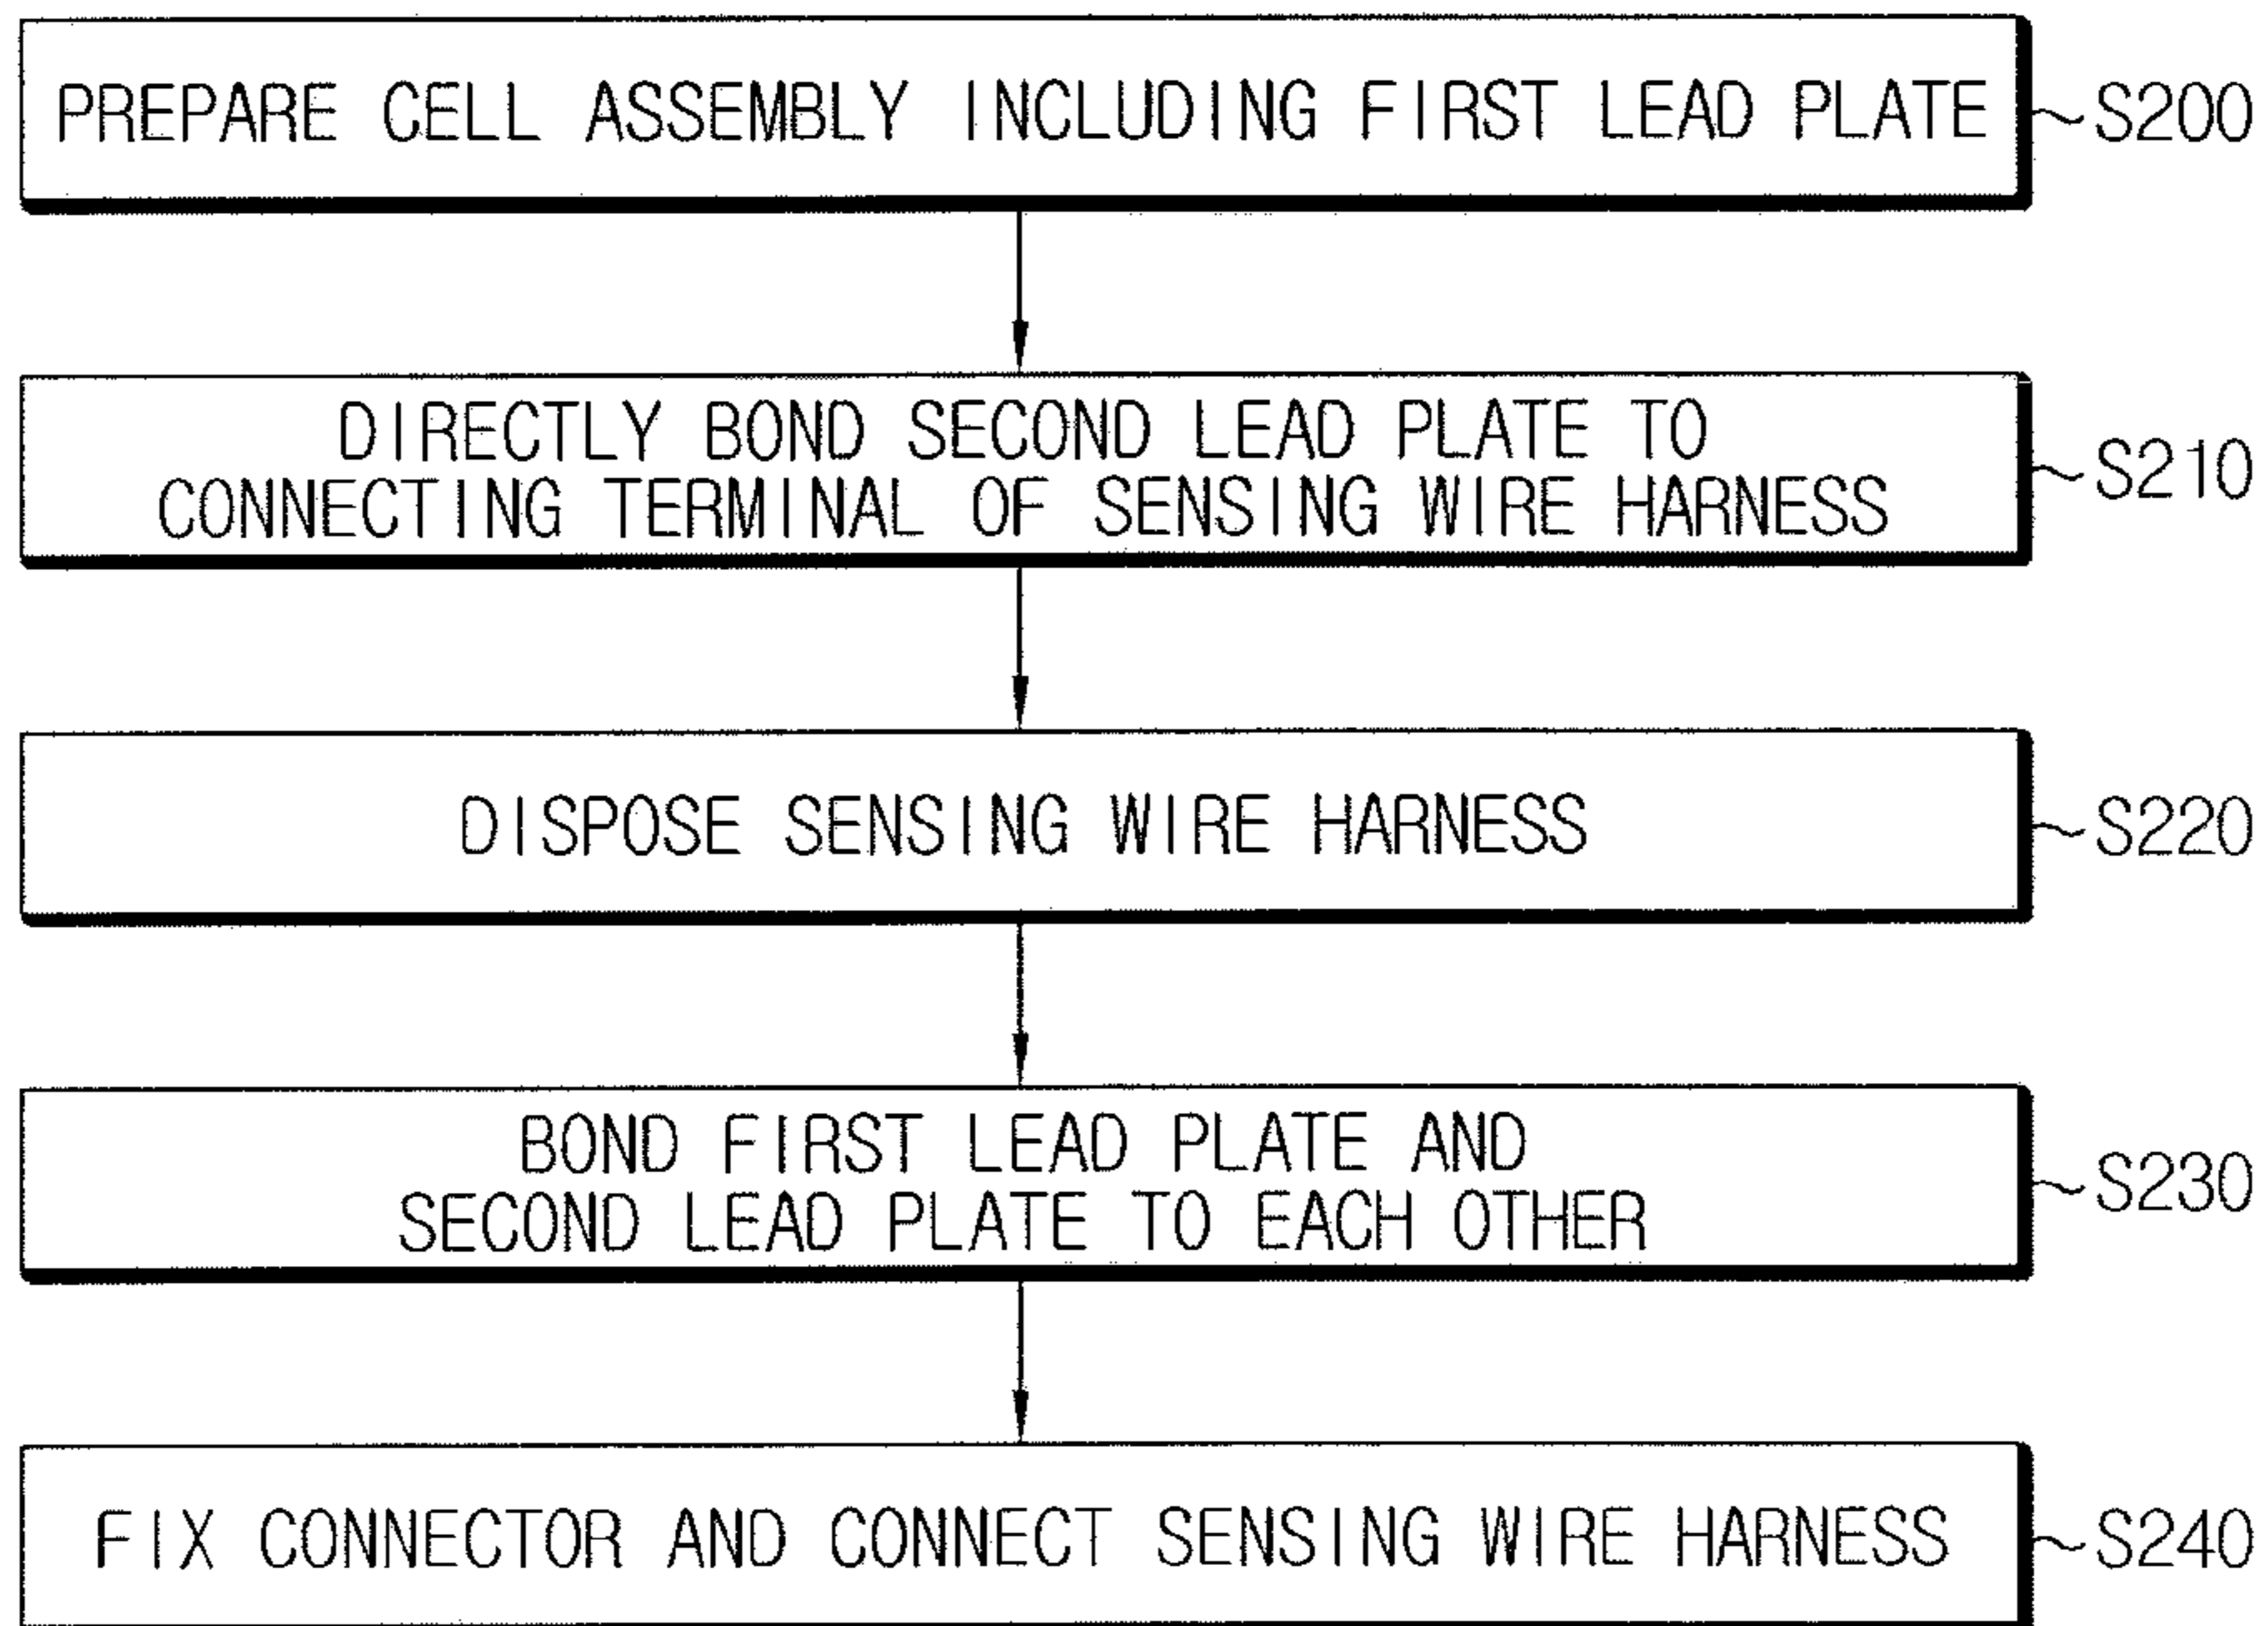 PREPARE CELL ASSEMBLY INCLUDING FIRST LEAD PLATE
S200
DIRECTLY BOND SECOND LEAD PLATE TO
CONNECTING TERMINAL OF SENSING WIRE HARNESS
S210
DISPOSE SENSING WIRE HARNESS
S220
BOND FIRST LEAD PLATE AND
SECOND LEAD PLATE TO EACH OTHER
S230
FIX CONNECTOR AND CONNECT SENSING WIRE HARNESS
S240